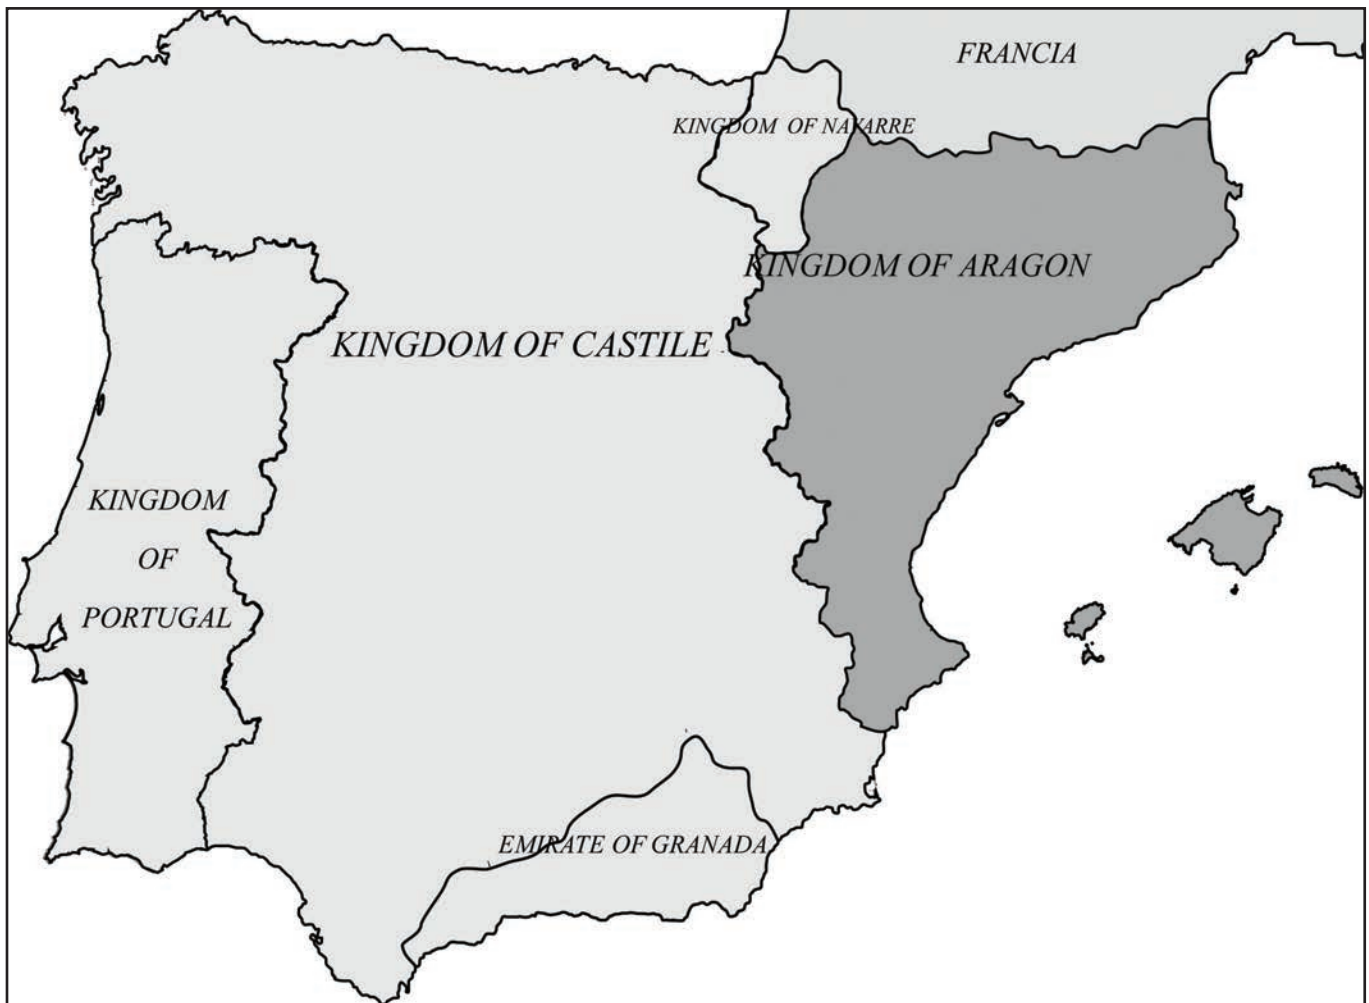 FRANCIA
KINGDOM OF NAVARRE
KINGDOM OF ARAGON
KINGDOM OF CASTILE
KINGDOM
OF
PORTUGAL
EMIRATE OF GRANADA